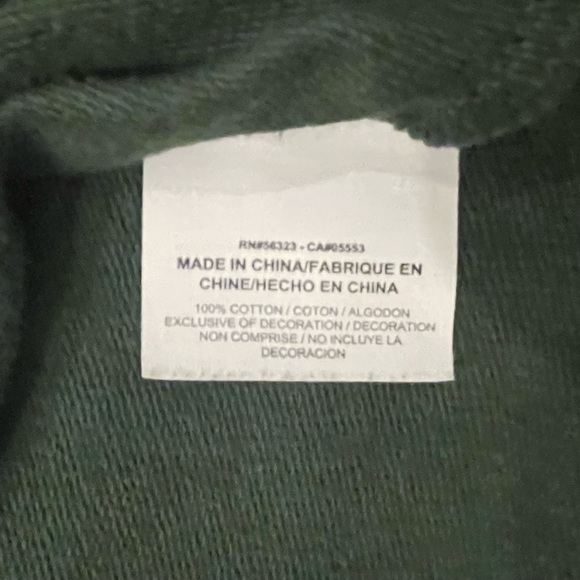 RN#56323 - CA#05553
MADE IN CHINA/FABRIQUE EN
CHINE/HECHO EN CHINA
100% COTTON / COTON / ALGODON
EXCLUSIVE OF DECORATION / DECORATION
NON COMPRISE / NO INCLUYE LA
DECORACION